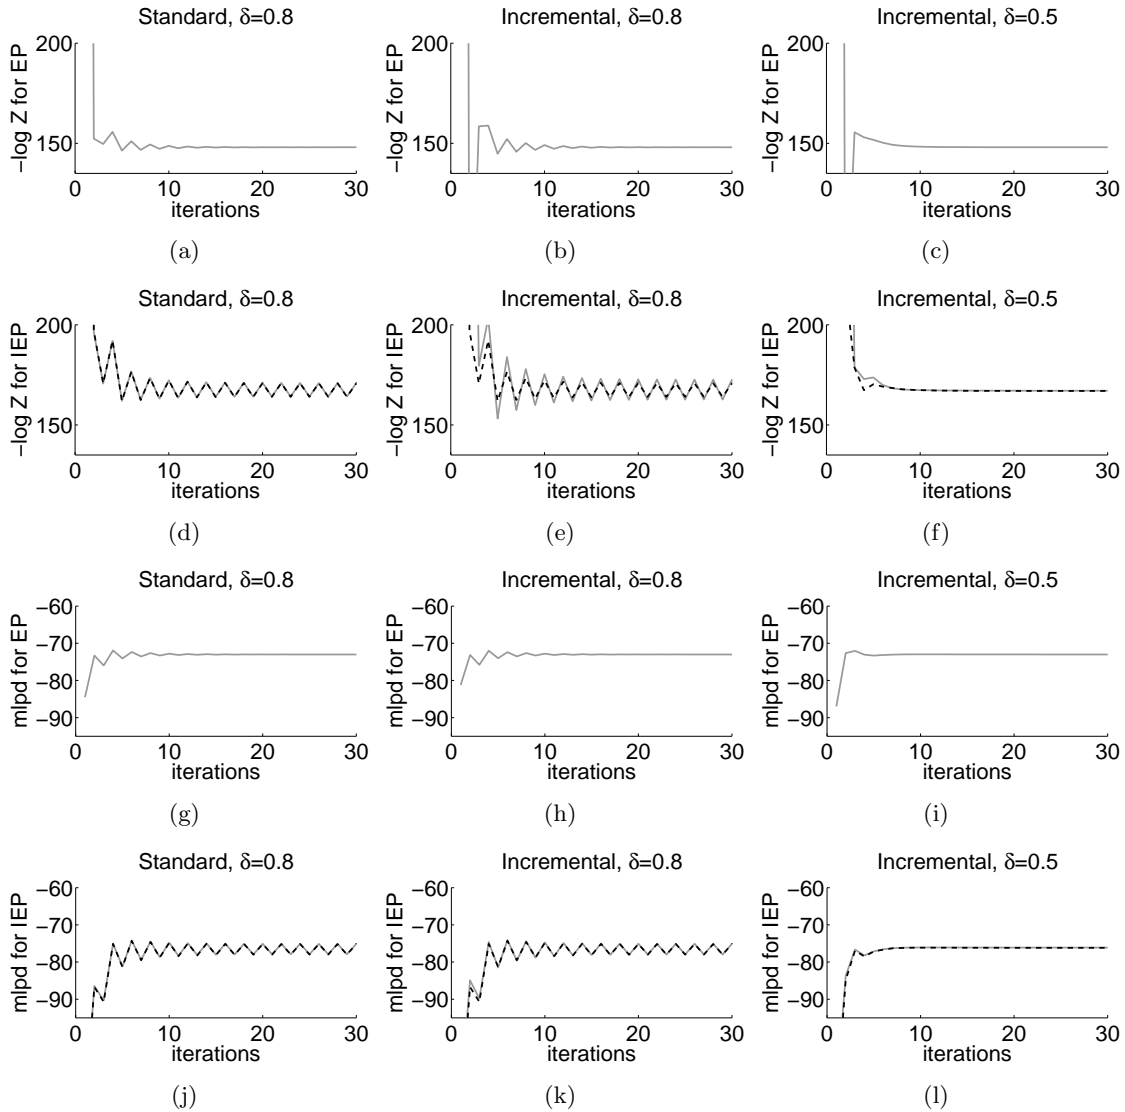 Standard, δ=0.8
Incremental, δ=0.8
Incremental, δ=0.5
−log Z for EP
200
150
0
10
20
30
iterations
−log Z for EP
200
150
0
10
20
30
iterations
−log Z for EP
200
150
0
10
20
30
iterations
(a)
(b)
(c)
Standard, δ=0.8
Incremental, δ=0.8
Incremental, δ=0.5
−log Z for IEP
200
150
0
10
20
30
iterations
−log Z for IEP
200
150
0
10
20
30
iterations
−log Z for IEP
200
150
0
10
20
30
iterations
(d)
(e)
(f)
Standard, δ=0.8
Incremental, δ=0.8
Incremental, δ=0.5
mlpd for EP
−60
−70
−80
−90
0
10
20
30
iterations
mlpd for EP
−60
−70
−80
−90
0
10
20
30
iterations
mlpd for EP
−60
−70
−80
−90
0
10
20
30
iterations
(g)
(h)
(i)
Standard, δ=0.8
Incremental, δ=0.8
Incremental, δ=0.5
mlpd for IEP
−60
−70
−80
−90
0
10
20
30
iterations
mlpd for IEP
−60
−70
−80
−90
0
10
20
30
iterations
mlpd for IEP
−60
−70
−80
−90
0
10
20
30
iterations
(j)
(k)
(l)